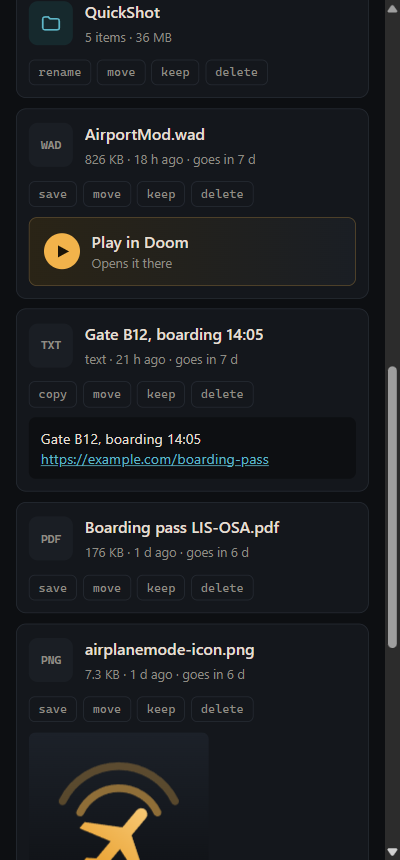 QuickShot
5 items · 36 MB
rename move keep delete
WAD
AirportMod.wad
826 KB · 18 h ago · goes in 7 d
save move keep delete
Play in Doom
Opens it there
TXT
Gate B12, boarding 14:05
text · 21 h ago · goes in 7 d
copy move keep delete
Gate B12, boarding 14:05
https://example.com/boarding-pass
PDF
Boarding pass LIS-OSA.pdf
176 KB · 1 d ago · goes in 6 d
save move keep delete
PNG
airplanemode-icon.png
7.3 KB · 1 d ago · goes in 6 d
save move keep delete